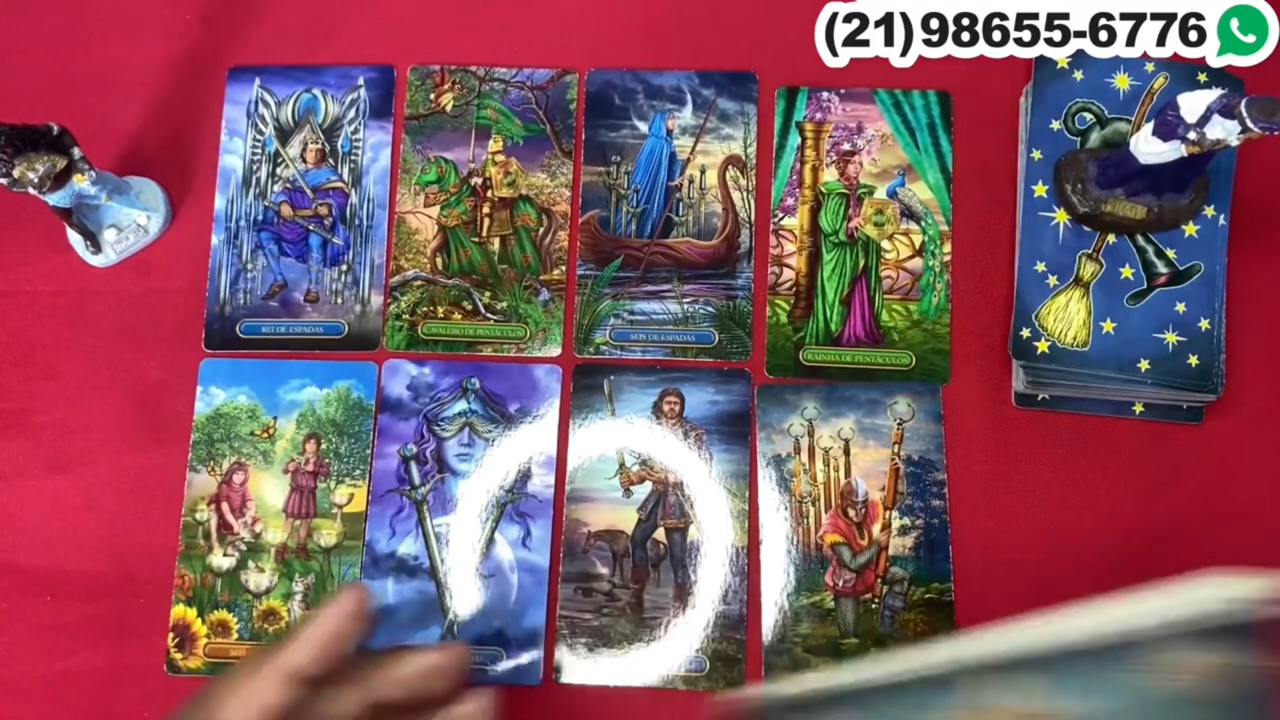 (21)98655-6776
REI DE ESPADAS
CAVALEIRO DE PENTÁCULOS
SEIS DE ESPADAS
RAINHA DE PENTÁCULOS